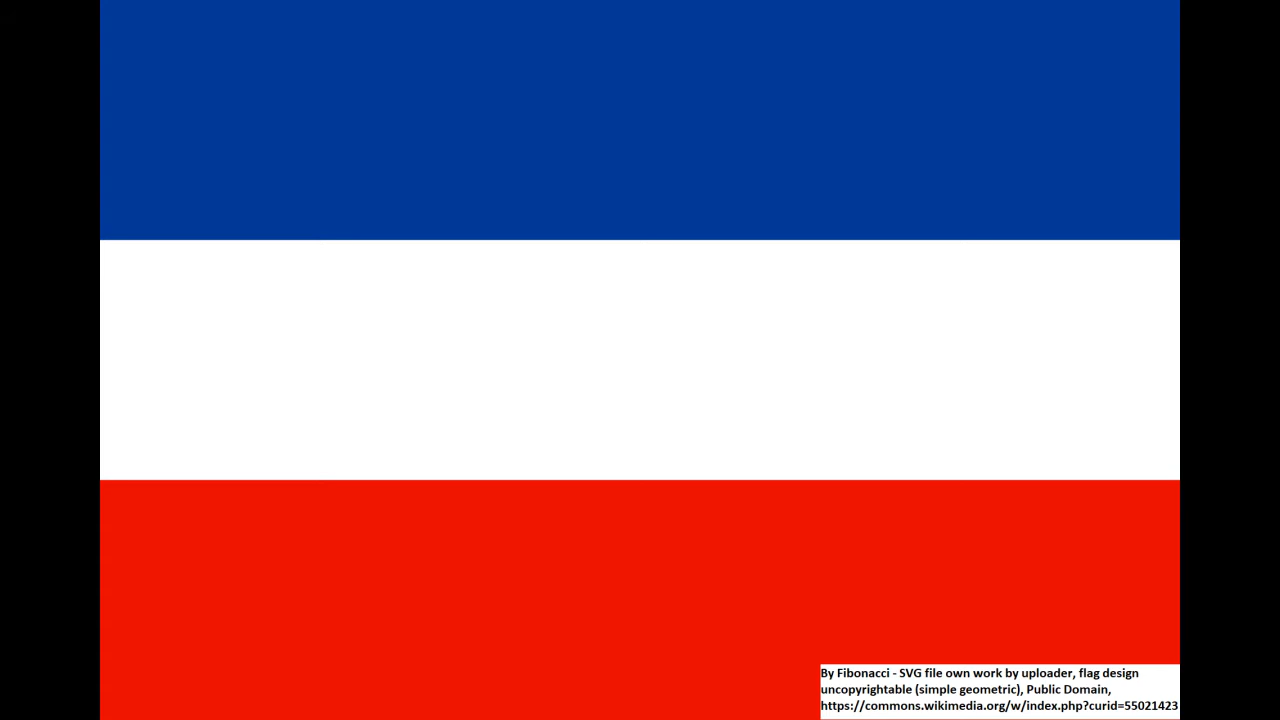 By Fibonacci - SVG file own work by uploader, flag design
uncopyrightable (simple geometric), Public Domain,
https://commons.wikimedia.org/w/index.php?curid=55021423